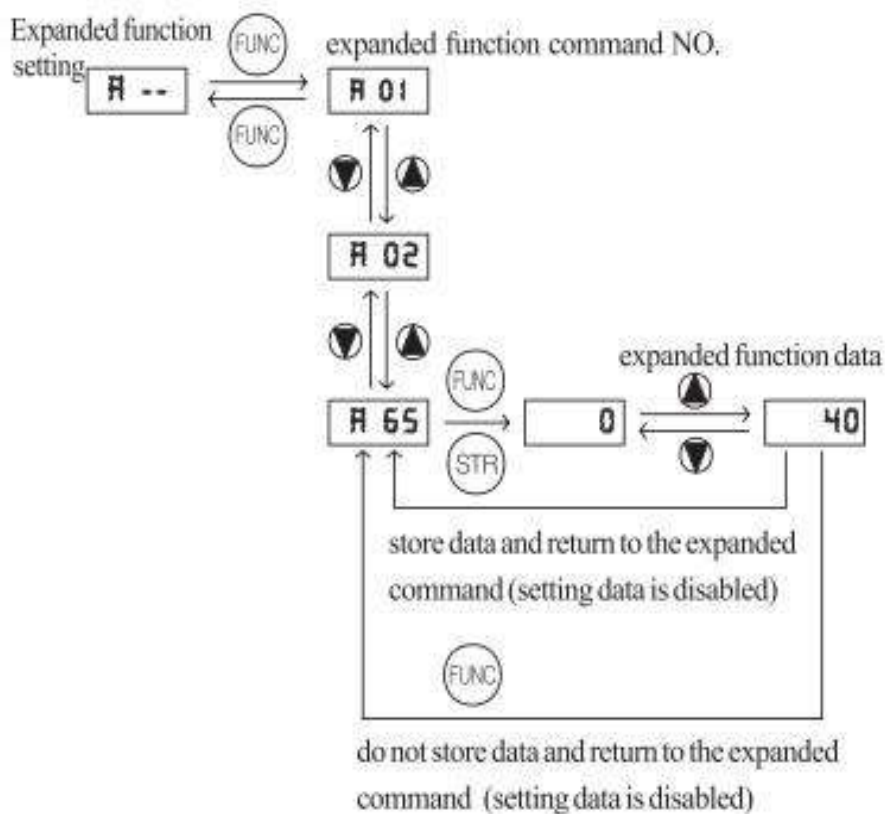 Expanded function
setting
FUNC
expanded function command NO.
A --
A 01
FUNC
A 02
expanded function data
FUNC
A 65
0
40
STR
store data and return to the expanded
command (setting data is disabled)
FUNC
do not store data and return to the expanded
command (setting data is disabled)